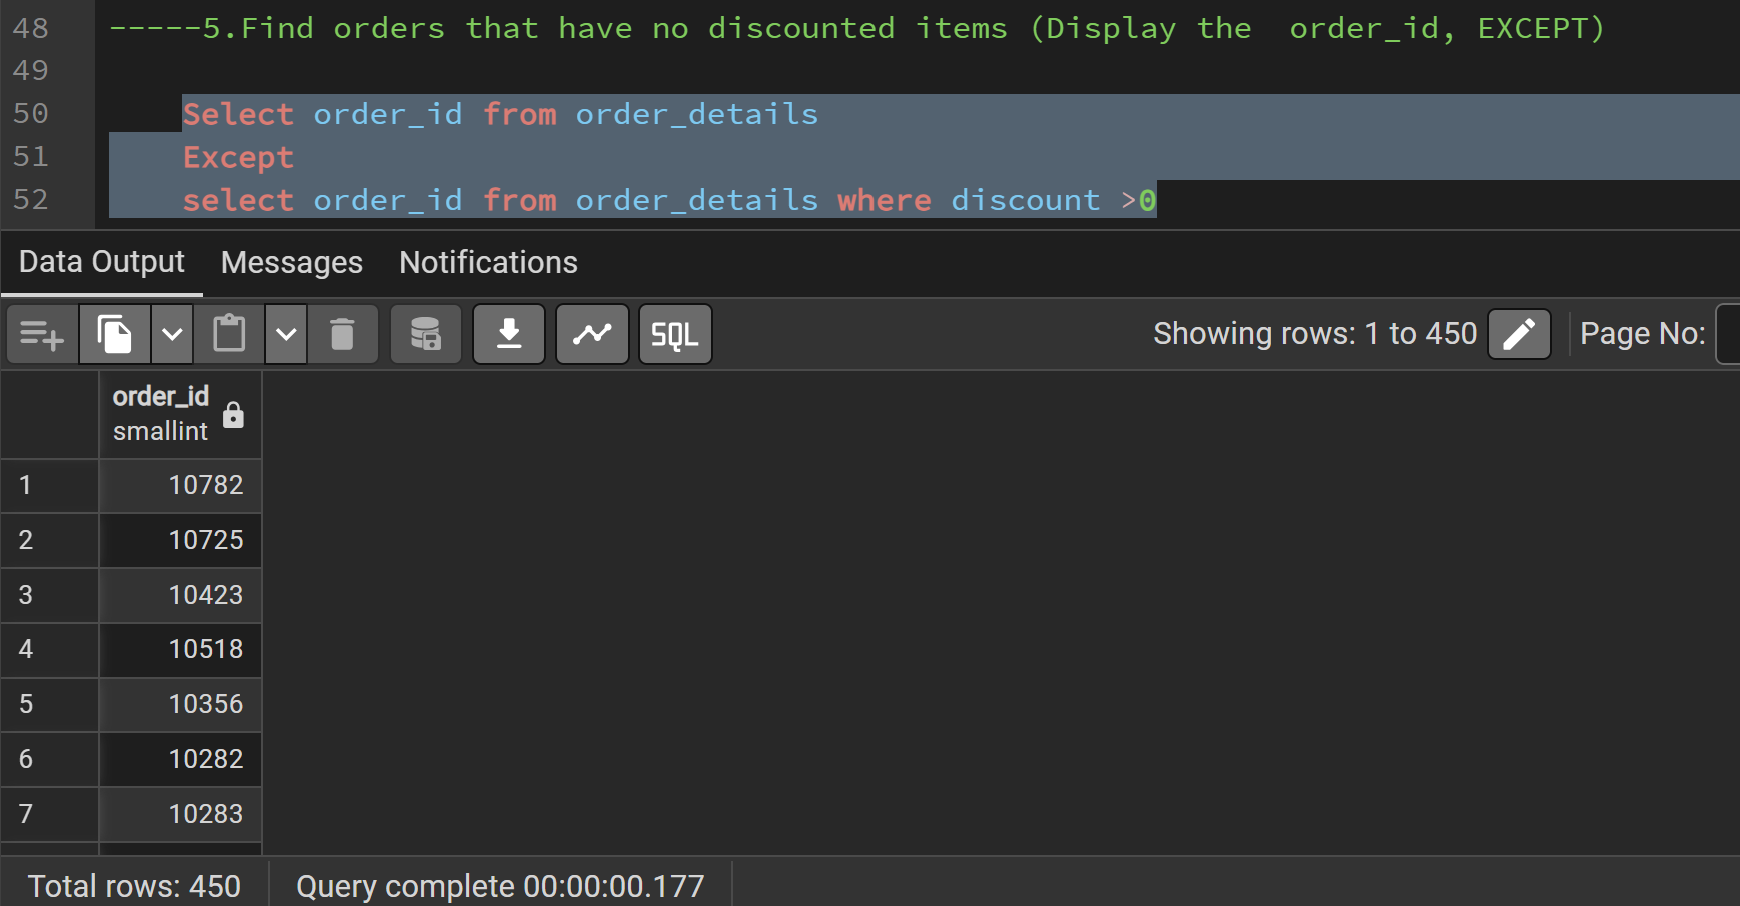 48 -----5.Find orders that have no discounted items (Display the  order_id, EXCEPT)
49
50 Select order_id from order_details
51 Except
52 select order_id from order_details where discount >0
Data Output Messages Notifications
SQL Showing rows: 1 to 450 Page No:
order_id
smallint
1 10782
2 10725
3 10423
4 10518
5 10356
6 10282
7 10283
Total rows: 450 Query complete 00:00:00.177